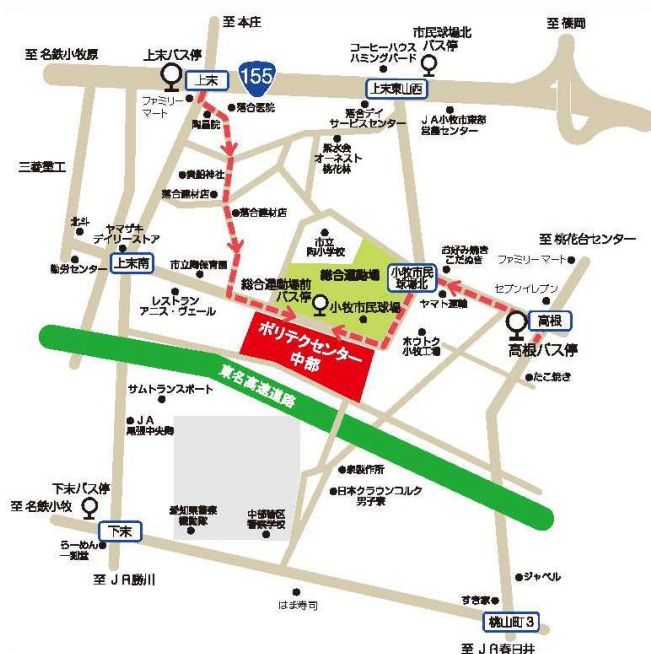 至 本庄
至 篠岡
市民球場北
バス停
コーヒーハウス
ハミングバード
至 名鉄小牧原
上末バス停
上末
155
上末東山西
ファミリー
マート
落合医院
陶昌院
落合デイ
サービスセンター
JA小牧市東部
営農センター
聚水会
オーネスト
桃花林
三菱重工
貴船神社
落合建材店
落合建材店
北斗
ヤマザキ
デイリーストア
市立
陶小学校
至 桃花台センター
お好み焼き
こだぬき
ファミリーマート
勤労センター
上末南
市立陶保育園
総合運動場
小牧市民
球場北
セブンイレブン
総合運動場前
バス停
ヤマト運輸
高根
レストラン
アニス・ヴェール
小牧市民球場
高根バス停
ホウトク
小牧工場
ポリテクセンター
中部
たこ焼き
東名高速道路
サムトランスポート
JA
尾張中央陶
下末バス停
至 名鉄小牧
泉製作所
日本クラウンコルク
男子寮
愛知県警察
機動隊
中部管区
警察学校
下末
らーめん
一刻堂
至 JR勝川
ジャペル
はま寿司
すき家
桃山町3
至 JR春日井